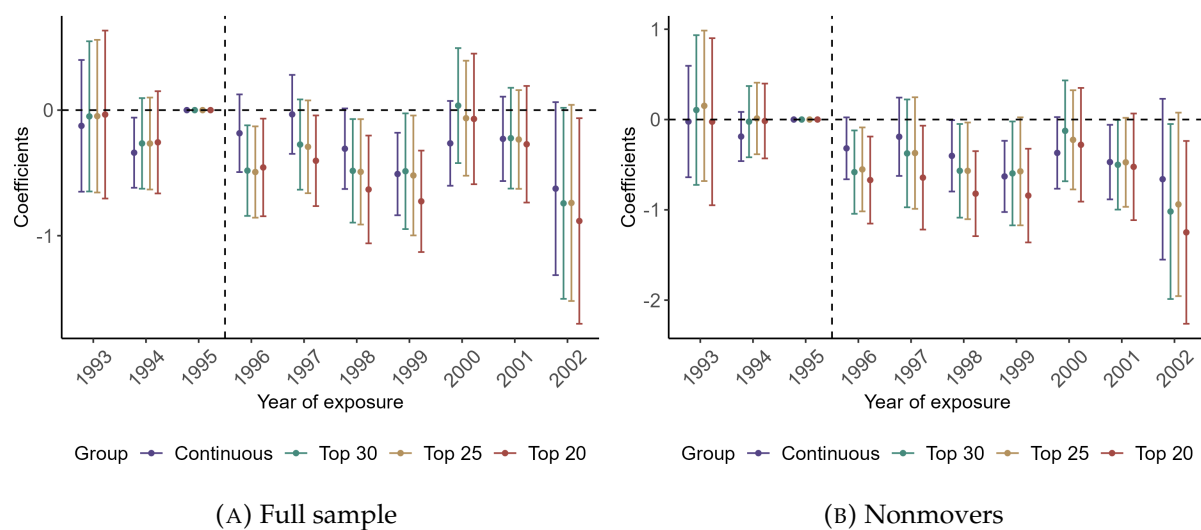 Coefficients
0
-1
1993 1994 1995 1996 1997 1998 1999 2000 2001 2002
Year of exposure
Group Continuous Top 30 Top 25 Top 20
(A) Full sample
Coefficients
1
0
-1
-2
1993 1994 1995 1996 1997 1998 1999 2000 2001 2002
Year of exposure
Group Continuous Top 30 Top 25 Top 20
(B) Nonmovers